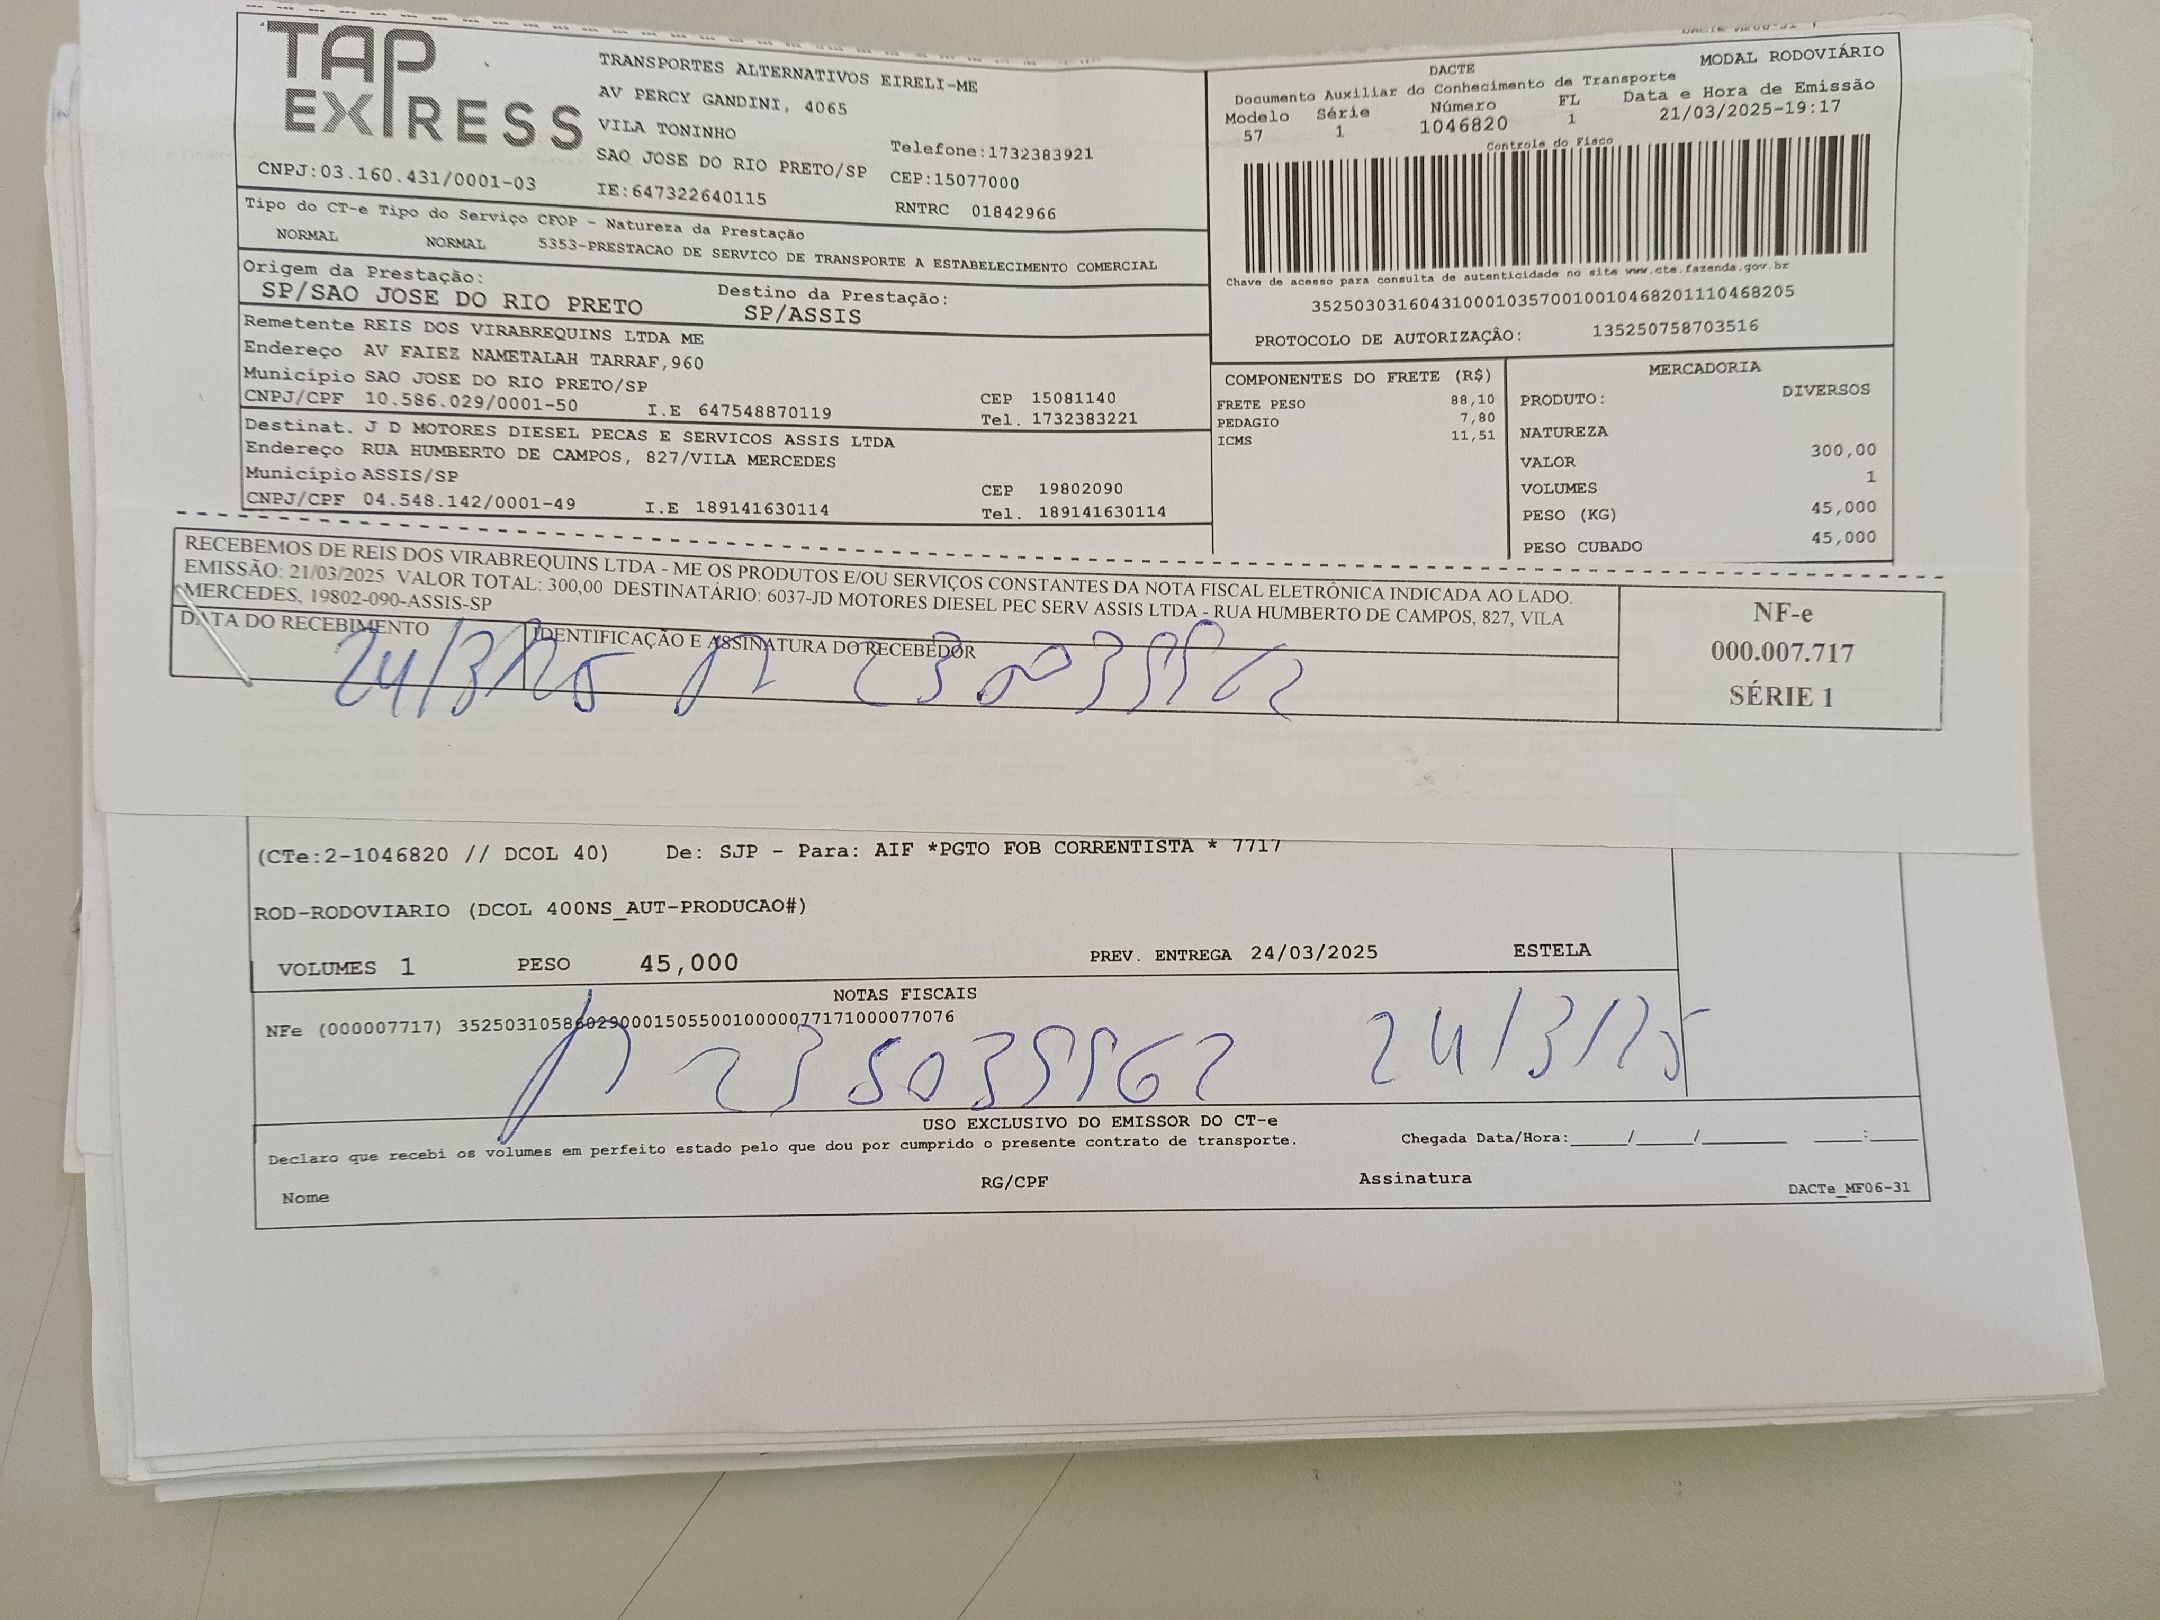 TAP EXPRESS
TRANSPORTES ALTERNATIVOS EIRELI-ME
AV PERCY GANDINI, 4065
VILA TONINHO
SAO JOSE DO RIO PRETO/SP
Telefone:1732383921
CEP:15077000
CNPJ:03.160.431/0001-03
IE:647322640115
RNTRC 01842966
DACTE
MODAL RODOVIÁRIO
Documento Auxiliar do Conhecimento de Transporte
Modelo Série Número FL Data e Hora de Emissão
57 1 1046820 1 21/03/2025-19:17
Controle do Fisco
Chave de acesso para consulta de autenticidade no site www.cte.fazenda.gov.br
35250303160431000103570010010468201110468205
PROTOCOLO DE AUTORIZAÇÃO: 135250758703516
Tipo do CT-e Tipo do Serviço CFOP - Natureza da Prestação
NORMAL NORMAL 5353-PRESTACAO DE SERVICO DE TRANSPORTE A ESTABELECIMENTO COMERCIAL
Origem da Prestação:
SP/SAO JOSE DO RIO PRETO
Destino da Prestação:
SP/ASSIS
Remetente REIS DOS VIRABREQUINS LTDA ME
Endereço AV FAIEZ NAMETALAH TARRAF,960
Município SAO JOSE DO RIO PRETO/SP
CEP 15081140
CNPJ/CPF 10.586.029/0001-50 I.E 647548870119 Tel. 1732383221
Destinat. J D MOTORES DIESEL PECAS E SERVICOS ASSIS LTDA
Endereço RUA HUMBERTO DE CAMPOS, 827/VILA MERCEDES
Município ASSIS/SP
CEP 19802090
CNPJ/CPF 04.548.142/0001-49 I.E 189141630114 Tel. 189141630114
COMPONENTES DO FRETE (R$)
FRETE PESO 88,10
PEDAGIO 7,80
ICMS 11,51
MERCADORIA
PRODUTO: DIVERSOS
NATUREZA
VALOR 300,00
VOLUMES 1
PESO (KG) 45,000
PESO CUBADO 45,000
RECEBEMOS DE REIS DOS VIRABREQUINS LTDA - ME OS PRODUTOS E/OU SERVIÇOS CONSTANTES DA NOTA FISCAL ELETRÔNICA INDICADA AO LADO.
EMISSÃO: 21/03/2025 VALOR TOTAL: 300,00 DESTINATÁRIO: 6037-JD MOTORES DIESEL PEC SERV ASSIS LTDA - RUA HUMBERTO DE CAMPOS, 827, VILA
MERCEDES, 19802-090-ASSIS-SP
DATA DO RECEBIMENTO
IDENTIFICAÇÃO E ASSINATURA DO RECEBEDOR
24/3/25
NF-e
000.007.717
SÉRIE 1
(CTe:2-1046820 // DCOL 40) De: SJP - Para: AIF *PGTO FOB CORRENTISTA * 7717
ROD-RODOVIARIO (DCOL 400NS_AUT-PRODUCAO#)
VOLUMES 1 PESO 45,000 PREV. ENTREGA 24/03/2025 ESTELA
NOTAS FISCAIS
NFe (000007717) 35250310586029000150550010000077171000077076
24/3/25
USO EXCLUSIVO DO EMISSOR DO CT-e
Declaro que recebi os volumes em perfeito estado pelo que dou por cumprido o presente contrato de transporte.
Chegada Data/Hora:_____/_____/_______ ____:____
Nome RG/CPF Assinatura
DACTe_MF06-31